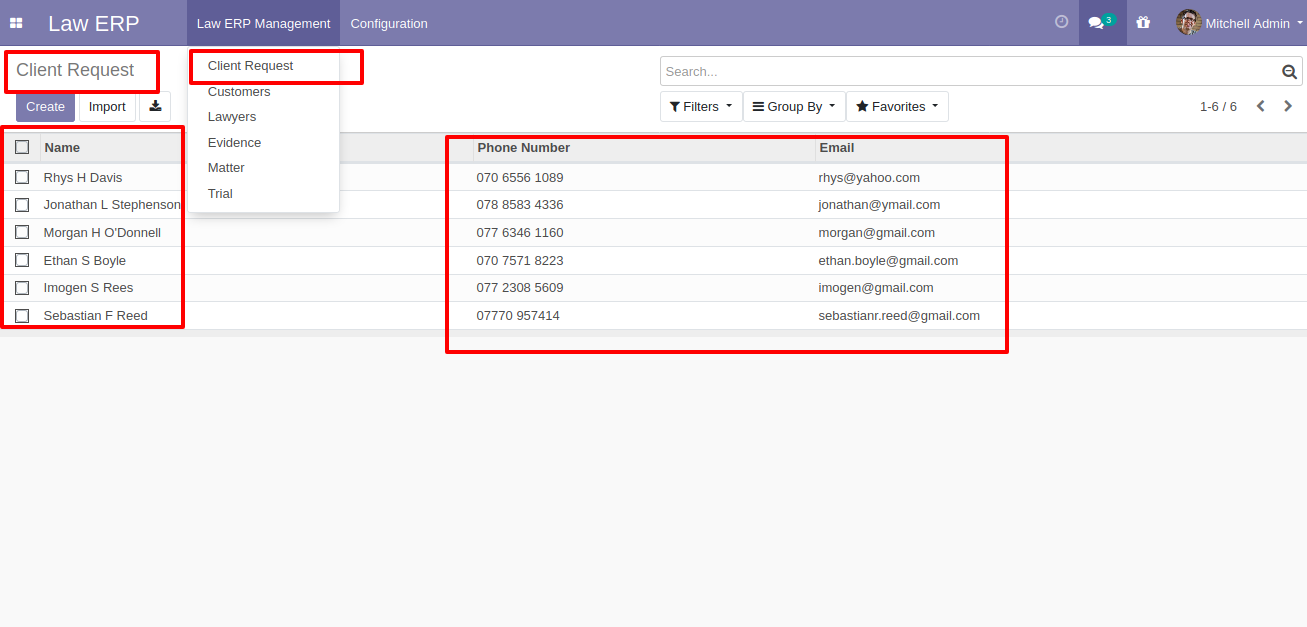 Law ERP Law ERP Management Configuration 3 Mitchell Admin
Client Request
Client Request
Customers
Lawyers
Evidence
Matter
Trial
Search...
Create Import
Filters Group By Favorites 1-6 / 6
Name Phone Number Email
Rhys H Davis 070 6556 1089 rhys@yahoo.com
Jonathan L Stephenson 078 8583 4336 jonathan@ymail.com
Morgan H O'Donnell 077 6346 1160 morgan@gmail.com
Ethan S Boyle 070 7571 8223 ethan.boyle@gmail.com
Imogen S Rees 077 2308 5609 imogen@gmail.com
Sebastian F Reed 07770 957414 sebastianr.reed@gmail.com